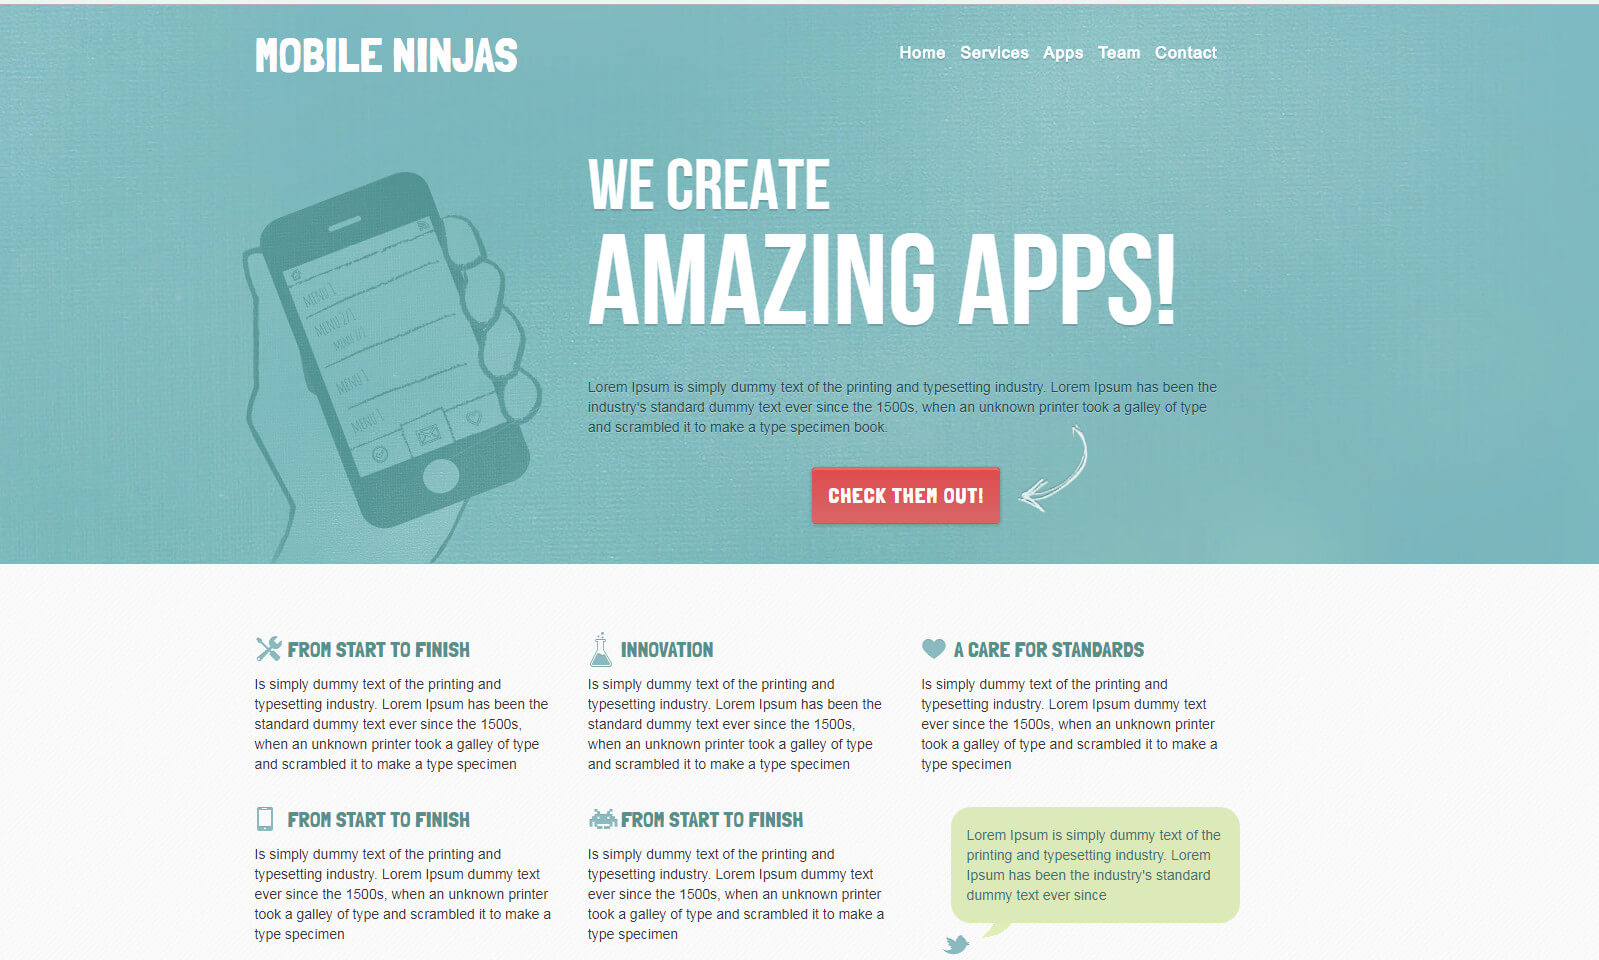 MOBILE NINJAS
Home Services Apps Team Contact
WE CREATE
AMAZING APPS!
MENU 1
MENU 2/1
MENU 2/2
MENU 1
MENU 1
Lorem Ipsum is simply dummy text of the printing and typesetting industry. Lorem Ipsum has been the
industry's standard dummy text ever since the 1500s, when an unknown printer took a galley of type
and scrambled it to make a type specimen book.
CHECK THEM OUT!
FROM START TO FINISH
Is simply dummy text of the printing and
typesetting industry. Lorem Ipsum has been the
standard dummy text ever since the 1500s,
when an unknown printer took a galley of type
and scrambled it to make a type specimen
INNOVATION
Is simply dummy text of the printing and
typesetting industry. Lorem Ipsum has been the
standard dummy text ever since the 1500s,
when an unknown printer took a galley of type
and scrambled it to make a type specimen
A CARE FOR STANDARDS
Is simply dummy text of the printing and
typesetting industry. Lorem Ipsum dummy text
ever since the 1500s, when an unknown printer
took a galley of type and scrambled it to make a
type specimen
FROM START TO FINISH
Is simply dummy text of the printing and
typesetting industry. Lorem Ipsum dummy text
ever since the 1500s, when an unknown printer
took a galley of type and scrambled it to make a
type specimen
FROM START TO FINISH
Is simply dummy text of the printing and
typesetting industry. Lorem Ipsum dummy text
ever since the 1500s, when an unknown printer
took a galley of type and scrambled it to make a
type specimen
Lorem Ipsum is simply dummy text of the
printing and typesetting industry. Lorem
Ipsum has been the industry's standard
dummy text ever since